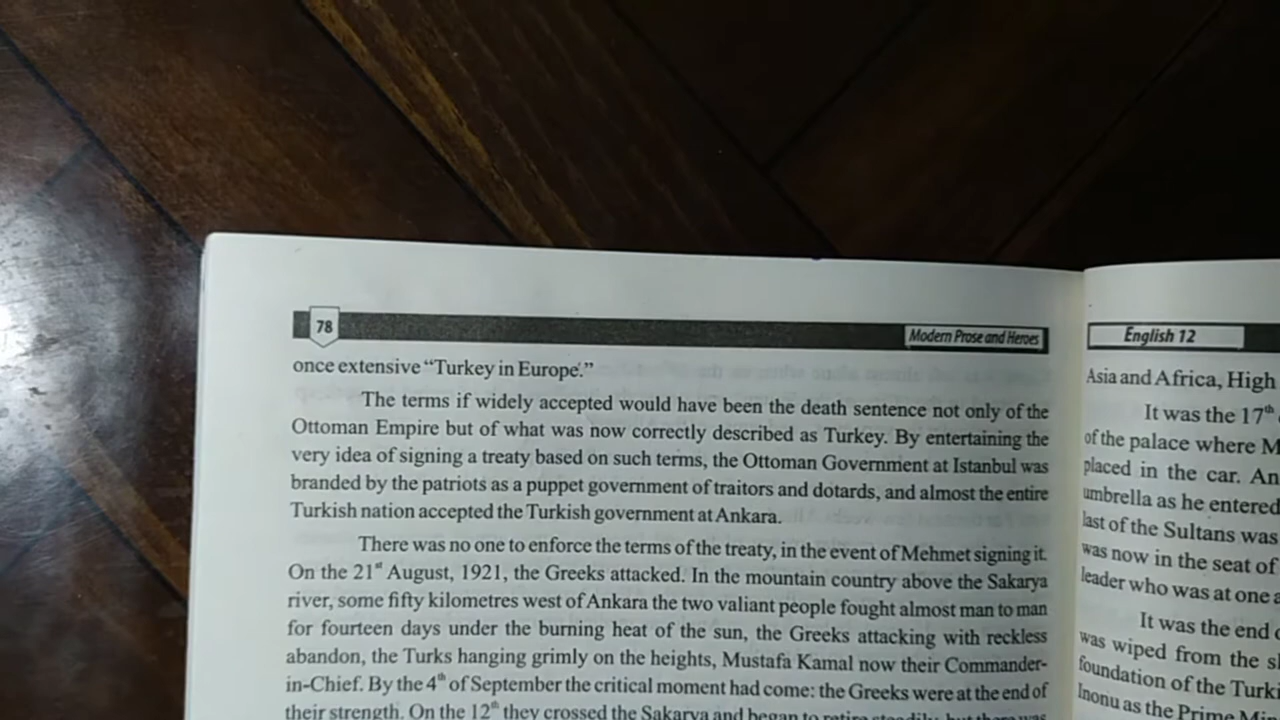 78
Modern Prose and Heroes
once extensive “Turkey in Europe.”
The terms if widely accepted would have been the death sentence not only of the
Ottoman Empire but of what was now correctly described as Turkey. By entertaining the
very idea of signing a treaty based on such terms, the Ottoman Government at Istanbul was
branded by the patriots as a puppet government of traitors and dotards, and almost the entire
Turkish nation accepted the Turkish government at Ankara.
There was no one to enforce the terms of the treaty, in the event of Mehmet signing it.
On the 21st August, 1921, the Greeks attacked. In the mountain country above the Sakarya
river, some fifty kilometres west of Ankara the two valiant people fought almost man to man
for fourteen days under the burning heat of the sun, the Greeks attacking with reckless
abandon, the Turks hanging grimly on the heights, Mustafa Kamal now their Commander-
in-Chief. By the 4th of September the critical moment had come: the Greeks were at the end of
their strength. On the 12th they crossed the Sakarya and began to retire steadily, but there was
English 12
Asia and Africa, High
It was the 17th
of the palace where M
placed in the car. An
umbrella as he entered
last of the Sultans was
was now in the seat of
leader who was at one a
It was the end
was wiped from the sl
foundation of the Turki
Inonu as the Prime Mi